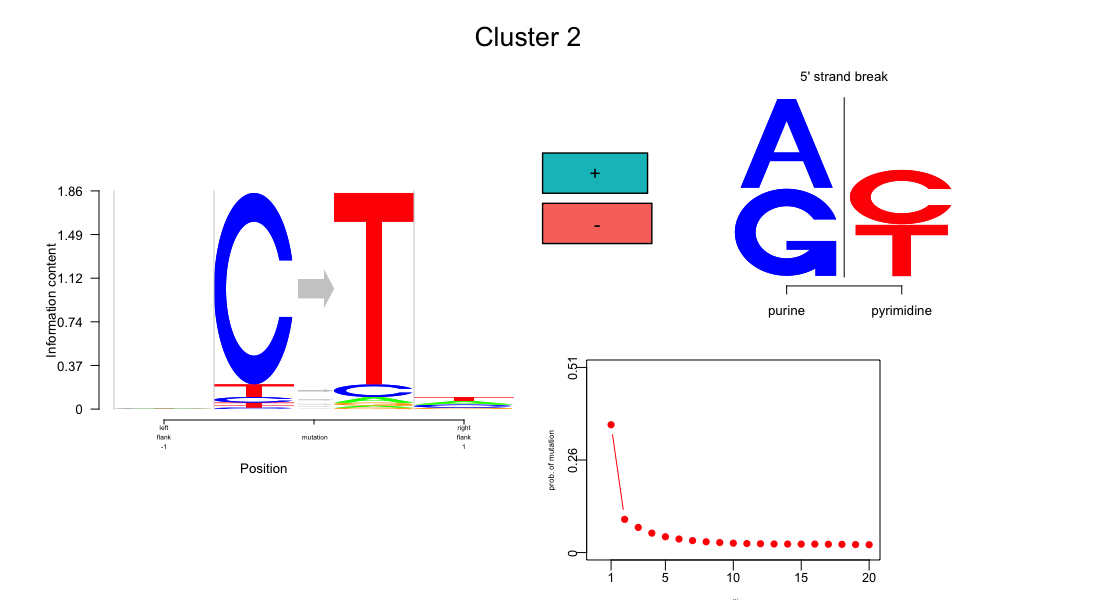 Cluster 2
5' strand break
+
-
A
G
C
T
purine
pyrimidine
Information content
1.86
1.49
1.12
0.74
0.37
0
C
T
T
C
T
C
T
left
flank
-1
mutation
right
flank
1
Position
prob. of mutation
0.51
0.26
0
1
5
10
15
20